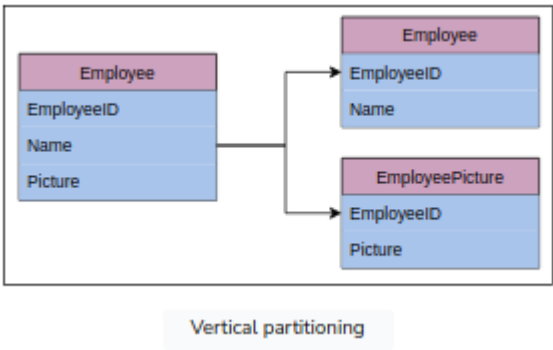 Employee
EmployeeID
Name
Picture
Employee
EmployeeID
Name
EmployeePicture
EmployeeID
Picture
Vertical partitioning